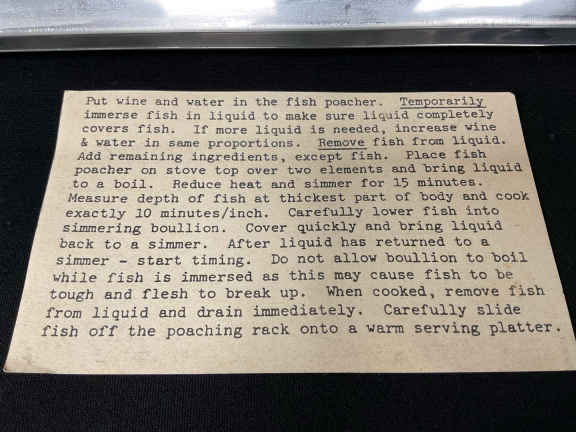 Put wine and water in the fish poacher. Temporarily
immerse fish in liquid to make sure liquid completely
covers fish. If more liquid is needed, increase wine
& water in same proportions. Remove fish from liquid.
Add remaining ingredients, except fish. Place fish
poacher on stove top over two elements and bring liquid
to a boil. Reduce heat and simmer for 15 minutes.
Measure depth of fish at thickest part of body and cook
exactly 10 minutes/inch. Carefully lower fish into
simmering boullion. Cover quickly and bring liquid
back to a simmer. After liquid has returned to a
simmer - start timing. Do not allow boullion to boil
while fish is immersed as this may cause fish to be
tough and flesh to break up. When cooked, remove fish
from liquid and drain immediately. Carefully slide
fish off the poaching rack onto a warm serving platter.